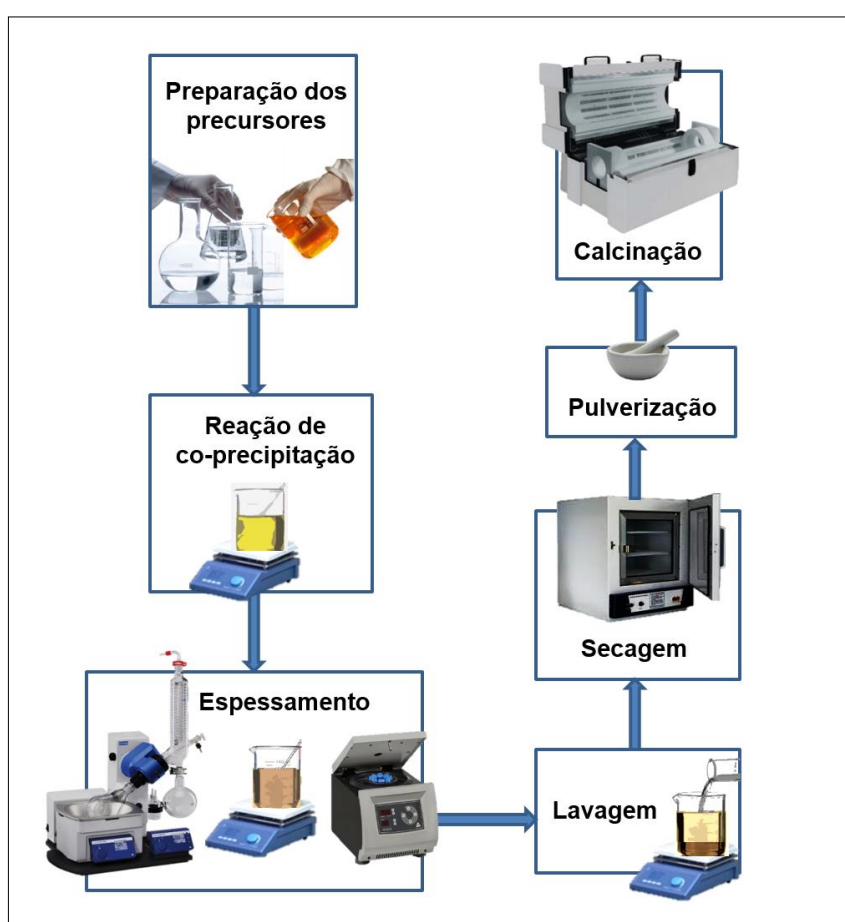 Preparação dos
precursores
Reação de
co-precipitação
Espessamento
Lavagem
Secagem
Pulverização
Calcinação